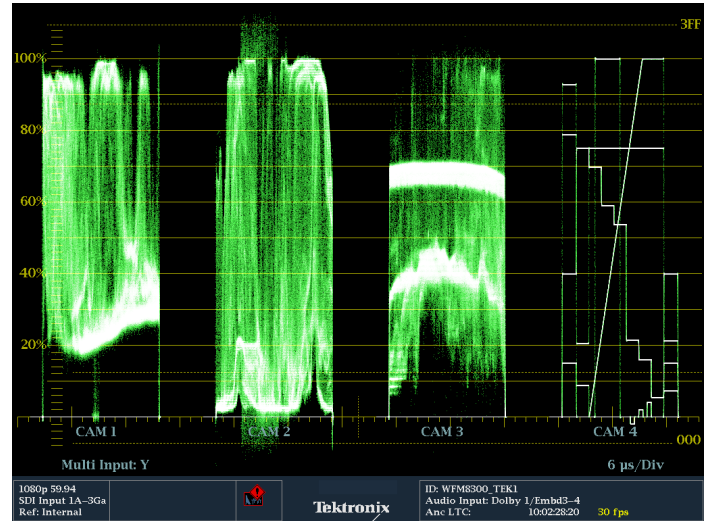 3FF
100%
80%
60%
40%
20%
CAM 1 CAM 2 CAM 3 CAM 4
000
Multi Input: Y 6 µs/Div
1080p 59.94
SDI Input 1A–3Ga
Ref: Internal
Tektronix
ID: WFM8300_TEK1
Audio Input: Dolby 1/Embd3–4
Anc LTC: 10:02:28:20 30 fps